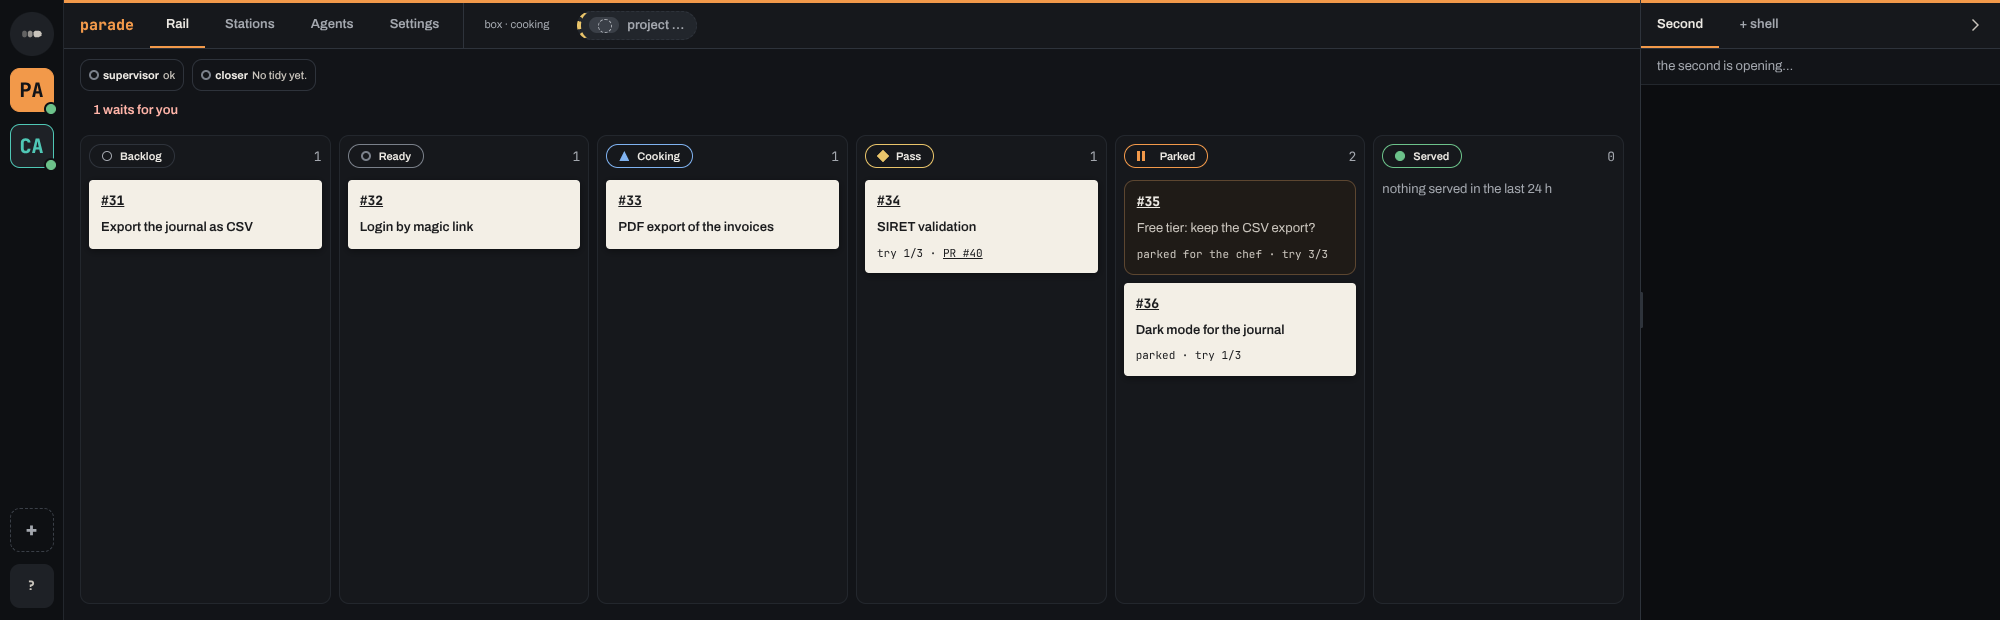 parade
Rail
Stations
Agents
Settings
box · cooking
project ...
Second
+ shell
PA
CA
+
?
the second is opening...
supervisor ok
closer No tidy yet.
1 waits for you
Backlog 1
#31
Export the journal as CSV
Ready 1
#32
Login by magic link
Cooking 1
#33
PDF export of the invoices
Pass 1
#34
SIRET validation
try 1/3 · PR #40
Parked 2
#35
Free tier: keep the CSV export?
parked for the chef · try 3/3
#36
Dark mode for the journal
parked · try 1/3
Served 0
nothing served in the last 24 h